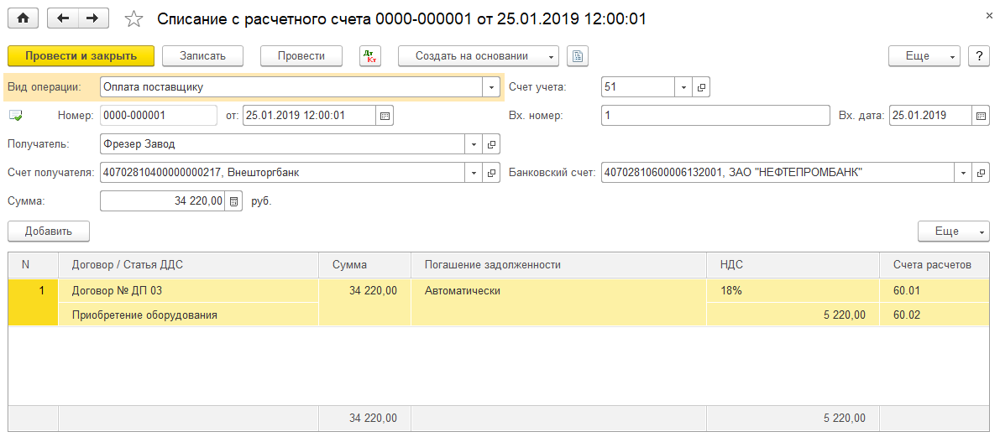 Списание с расчетного счета 0000-000001 от 25.01.2019 12:00:01
Провести и закрыть Записать Провести Дт Кт Создать на основании Еще ?
Вид операции: Оплата поставщику Счет учета: 51
Номер: 0000-000001 от: 25.01.2019 12:00:01 Вх. номер: 1 Вх. дата: 25.01.2019
Получатель: Фрезер Завод
Счет получателя: 40702810400000000217, Внешторгбанк Банковский счет: 40702810600006132001, ЗАО "НЕФТЕПРОМБАНК"
Сумма: 34 220,00 руб.
Добавить Еще
N Договор / Статья ДДС Сумма Погашение задолженности НДС Счета расчетов
1 Договор № ДП 03 34 220,00 Автоматически 18% 60.01
Приобретение оборудования 5 220,00 60.02
34 220,00 5 220,00